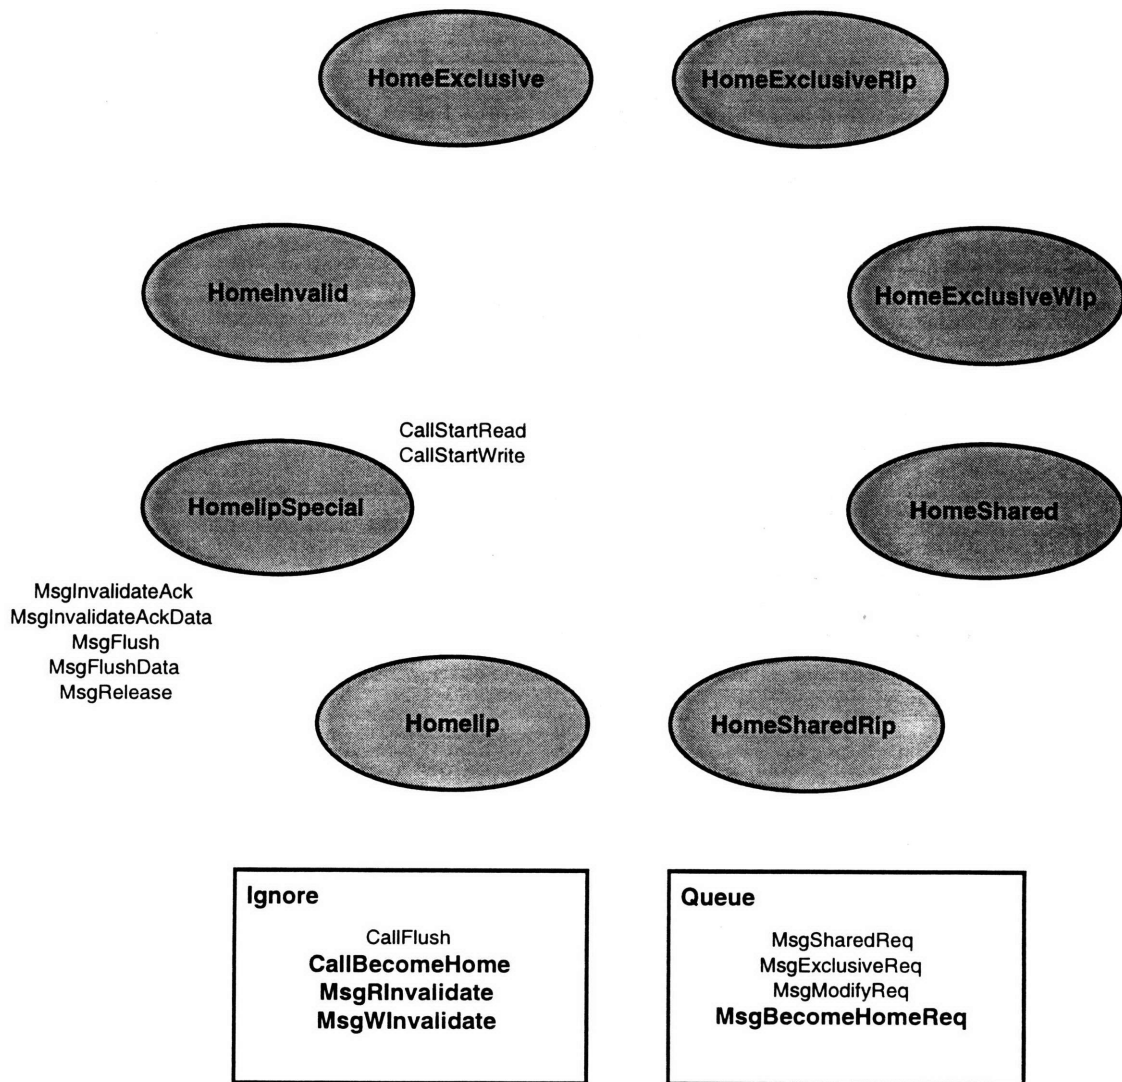 HomeExclusive
HomeExclusiveRip
HomeInvalid
HomeExclusiveWip
CallStartRead
CallStartWrite
HomeIipSpecial
HomeShared
MsgInvalidateAck
MsgInvalidateAckData
MsgFlush
MsgFlushData
MsgRelease
HomeIip
HomeSharedRip
Ignore
CallFlush
CallBecomeHome
MsgRInvalidate
MsgWInvalidate
Queue
MsgSharedReq
MsgExclusiveReq
MsgModifyReq
MsgBecomeHomeReq